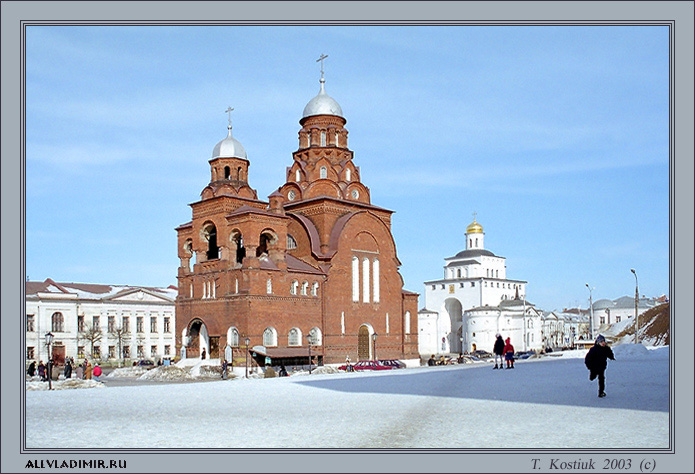 ALLVLADIMIR.RU
T. Kostiuk 2003 (c)